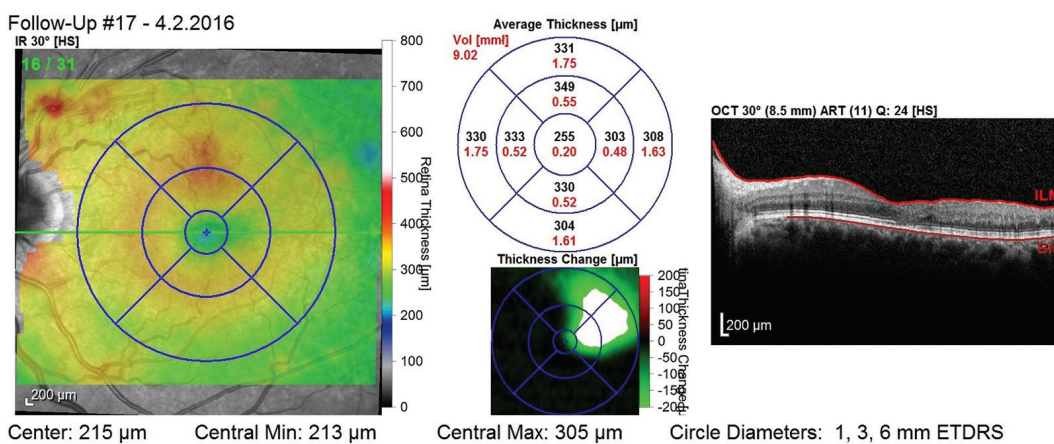 Follow-Up #17 - 4.2.2016
IR 30° [HS]
16 / 31
200 µm
800
700
600
500
400
300
200
100
0
Retina Thickness [µm]
Average Thickness [µm]
Vol [mmł]
9.02
331
1.75
349
0.55
330 333 255 303 308
1.75 0.52 0.20 0.48 1.63
330
0.52
304
1.61
Thickness Change [µm]
200
150
100
50
0
-50
-100
-150
-200
OCT 30° (8.5 mm) ART (11) Q: 24 [HS]
ILM
200 µm
Center: 215 µm Central Min: 213 µm Central Max: 305 µm Circle Diameters: 1, 3, 6 mm ETDRS